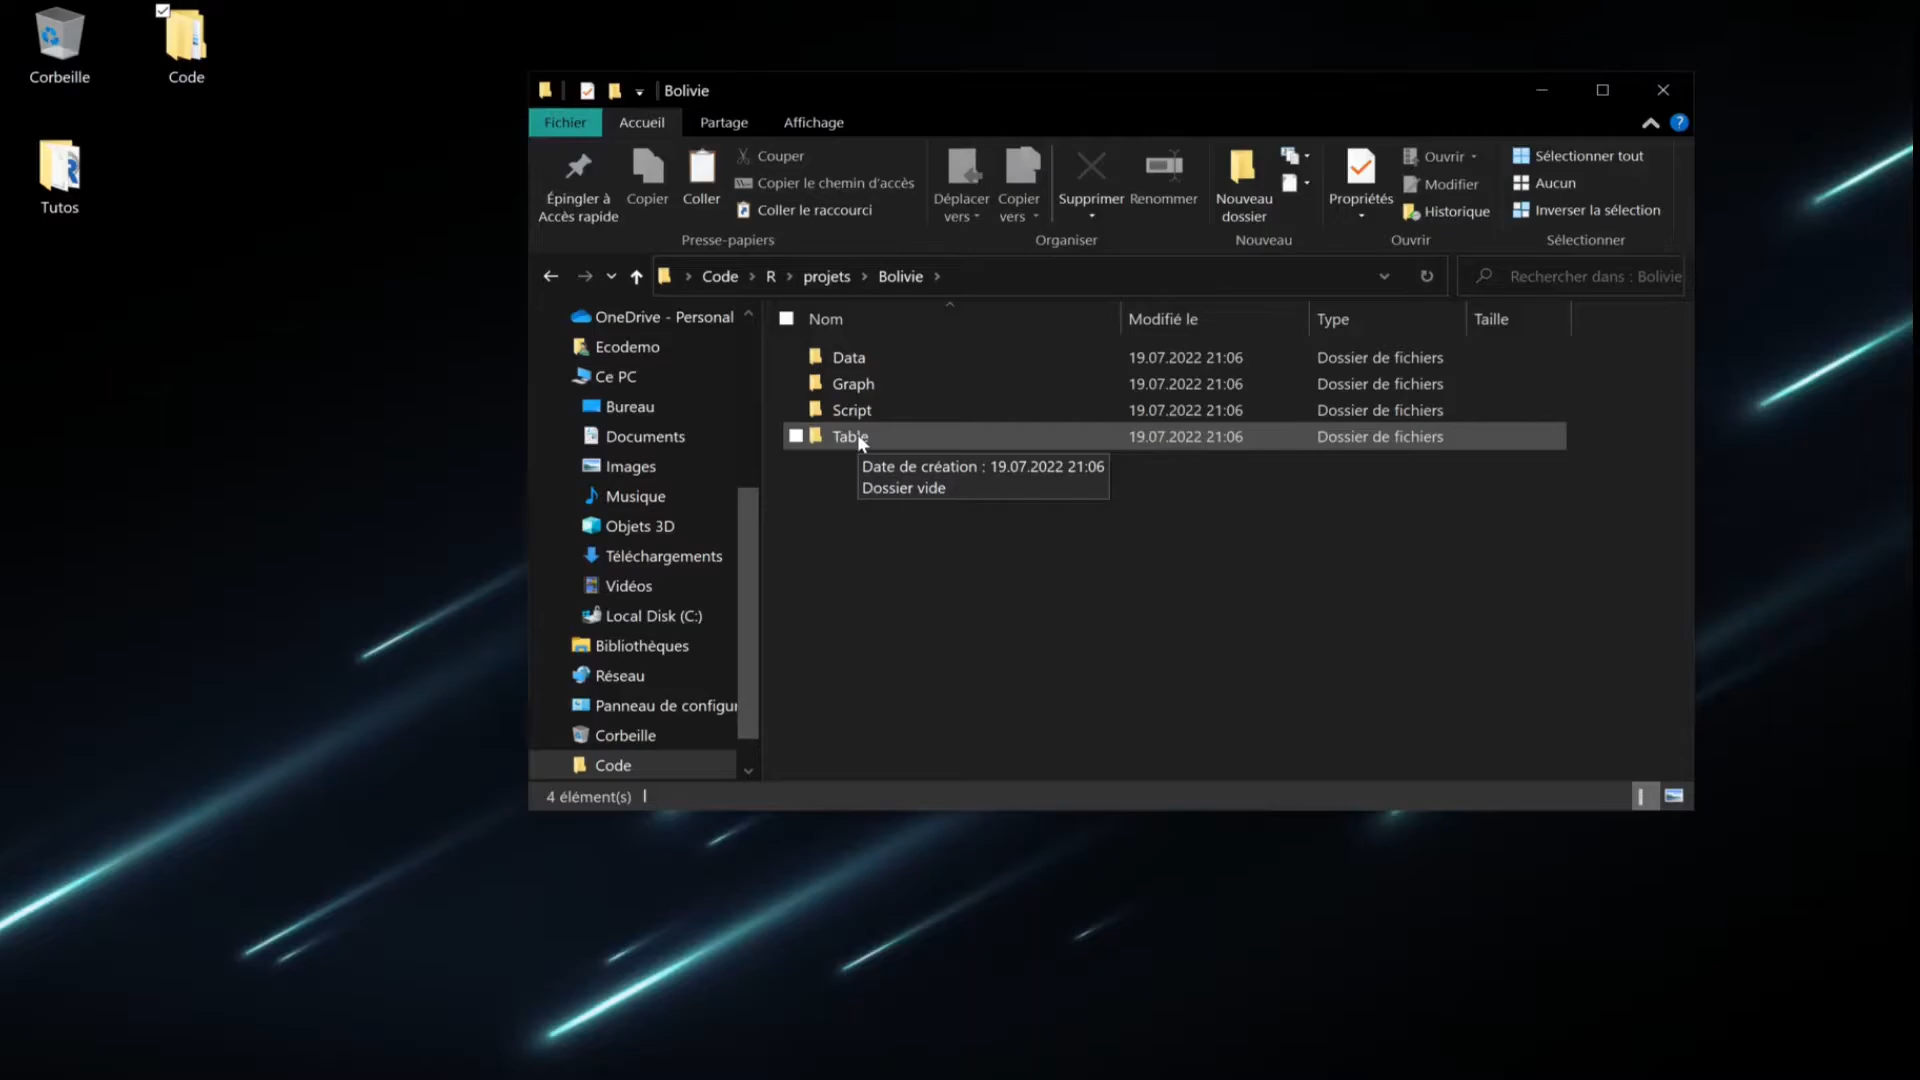 Corbeille
Code
Tutos
Bolivie
Fichier
Accueil
Partage
Affichage
?
Épingler à Accès rapide
Copier
Coller
Couper
Copier le chemin d'accès
Coller le raccourci
Déplacer vers
Copier vers
Supprimer
Renommer
Nouveau dossier
Propriétés
Ouvrir
Modifier
Historique
Sélectionner tout
Aucun
Inverser la sélection
Presse-papiers
Organiser
Nouveau
Ouvrir
Sélectionner
Code > R > projets > Bolivie >
Rechercher dans : Bolivie
OneDrive - Personal
Ecodemo
Ce PC
Bureau
Documents
Images
Musique
Objets 3D
Téléchargements
Vidéos
Local Disk (C:)
Bibliothèques
Réseau
Panneau de configur
Corbeille
Code
Nom Modifié le Type Taille
Data 19.07.2022 21:06 Dossier de fichiers
Graph 19.07.2022 21:06 Dossier de fichiers
Script 19.07.2022 21:06 Dossier de fichiers
Table 19.07.2022 21:06 Dossier de fichiers
Date de création : 19.07.2022 21:06
Dossier vide
4 élément(s)